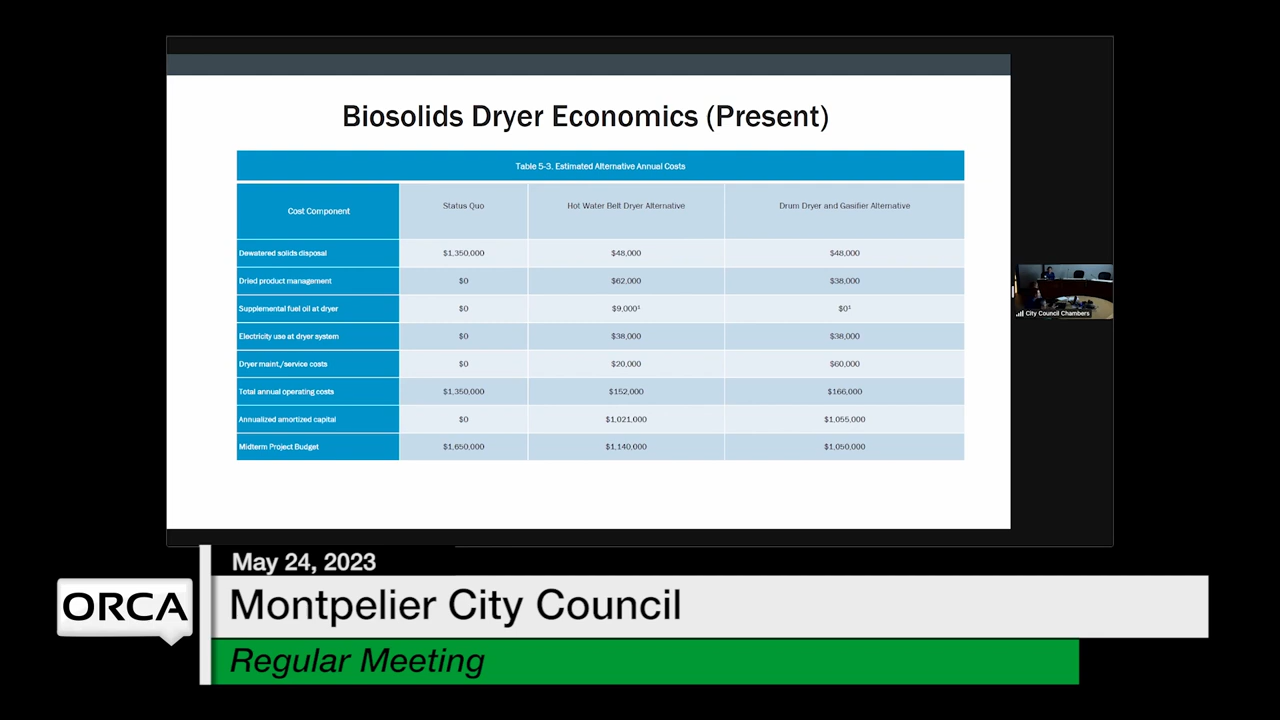 Biosolids Dryer Economics (Present)
Table 5-3. Estimated Alternative Annual Costs
Cost Component Status Quo Hot Water Belt Dryer Alternative Drum Dryer and Gasifier Alternative
Dewatered solids disposal $1,350,000 $48,000 $48,000
Dried product management $0 $62,000 $38,000
Supplemental fuel oil at dryer $0 $9,000¹ $0¹
Electricity use at dryer system $0 $38,000 $38,000
Dryer maint./service costs $0 $20,000 $60,000
Total annual operating costs $1,350,000 $152,000 $166,000
Annualized amortized capital $0 $1,021,000 $1,055,000
Midterm Project Budget $1,650,000 $1,140,000 $1,050,000
City Council Chambers
May 24, 2023
ORCA
Montpelier City Council
Regular Meeting